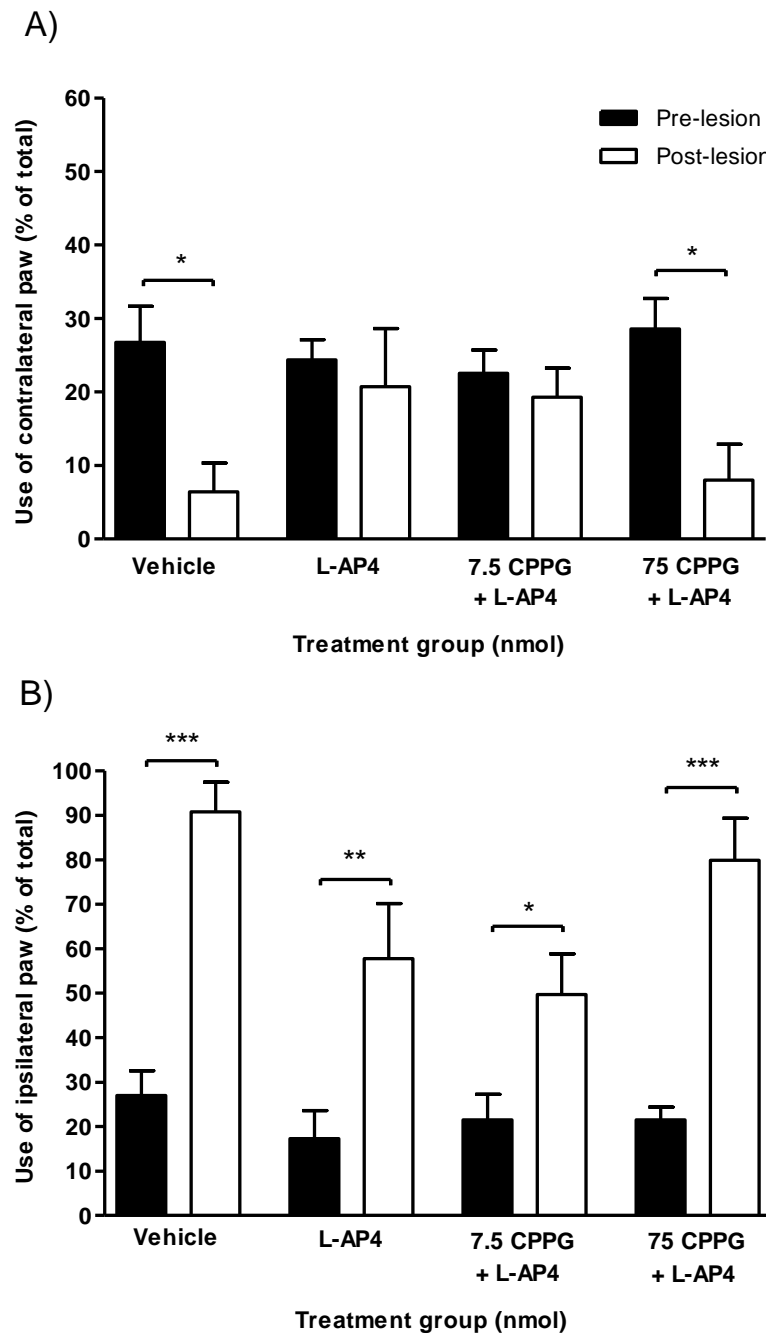 A)
Use of contralateral paw (% of total)
60
50
40
30
20
10
0
Pre-lesion
Post-lesion
*
*
Vehicle
L-AP4
7.5 CPPG
+ L-AP4
75 CPPG
+ L-AP4
Treatment group (nmol)
B)
Use of ipsilateral paw (% of total)
100
90
80
70
60
50
40
30
20
10
0
***
**
*
***
Vehicle
L-AP4
7.5 CPPG
+ L-AP4
75 CPPG
+ L-AP4
Treatment group (nmol)